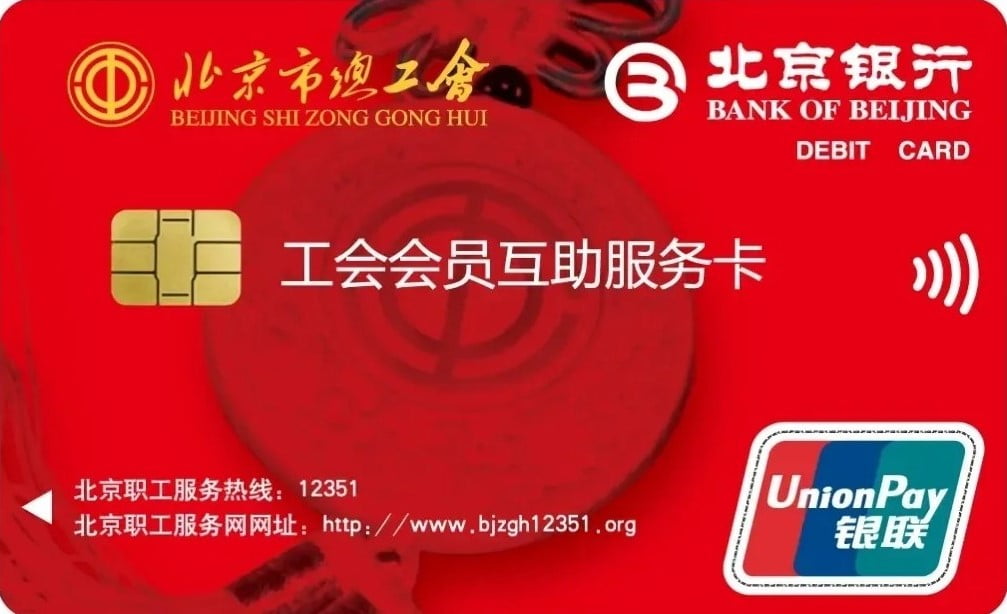 北京市總工會
BEIJING SHI ZONG GONG HUI
北京银行
BANK OF BEIJING
DEBIT CARD
工会会员互助服务卡
北京职工服务热线：12351
北京职工服务网网址：http://www.bjzgh12351.org
UnionPay
银联